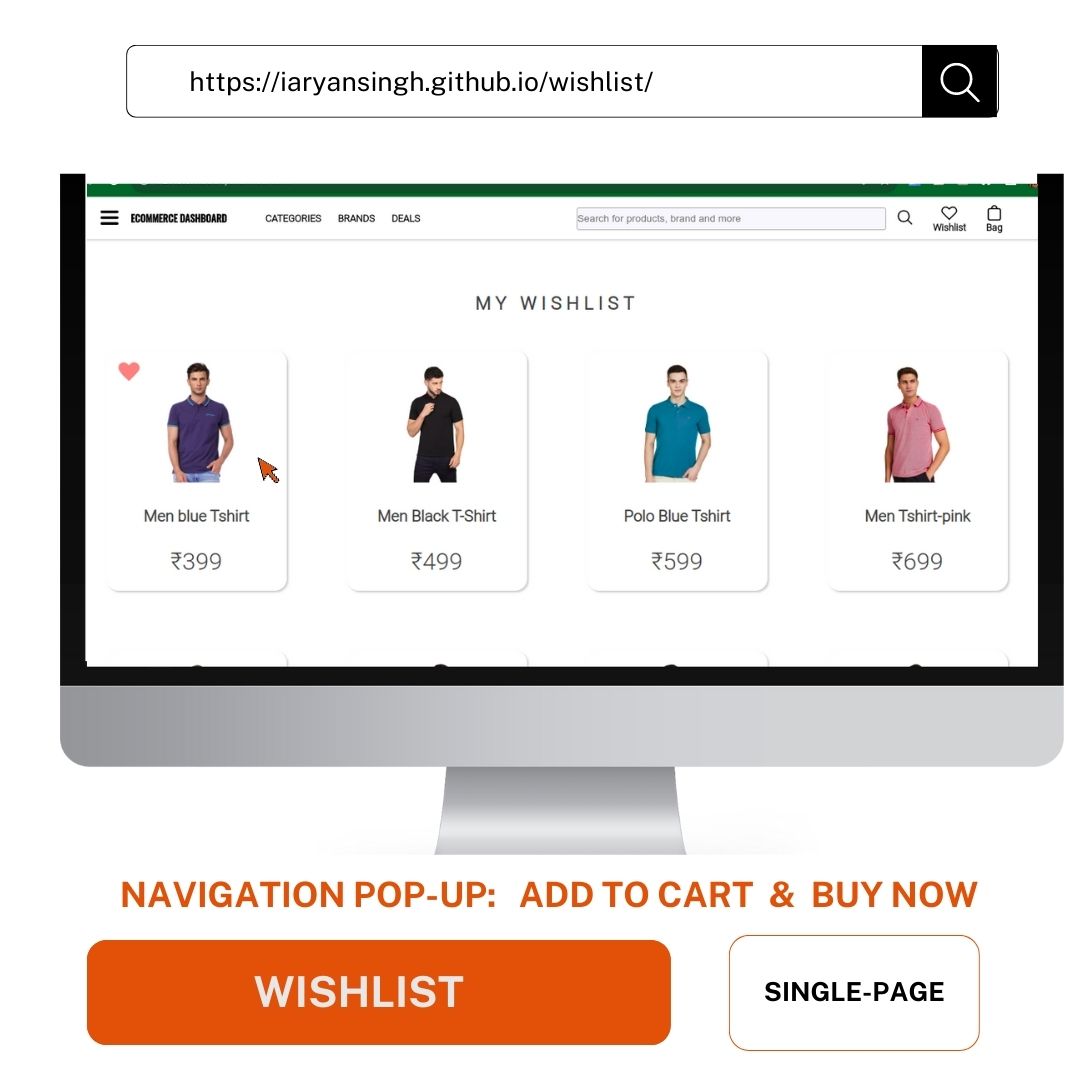 https://iaryansingh.github.io/wishlist/
ECOMMERCE DASHBOARD CATEGORIES BRANDS DEALS Search for products, brand and more Wishlist Bag
MY WISHLIST
Men blue Tshirt Men Black T-Shirt Polo Blue Tshirt Men Tshirt-pink
₹399 ₹499 ₹599 ₹699
NAVIGATION POP-UP: ADD TO CART & BUY NOW
WISHLIST SINGLE-PAGE